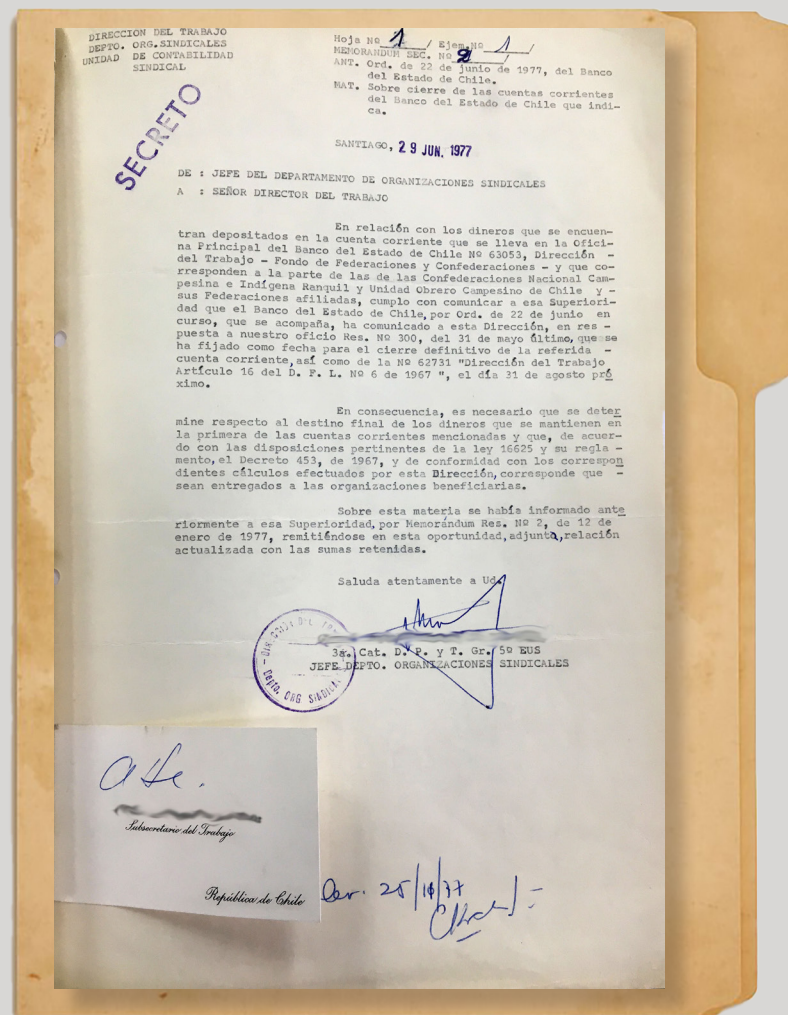 DIRECCION DEL TRABAJO
DEPTO. ORG.SINDICALES
UNIDAD DE CONTABILIDAD
SINDICAL
Hoja Nº 1 / Ejem.Nº 1 /
MEMORANDUM SEC. Nº 2 /
ANT. Ord. de 22 de junio de 1977, del Banco
del Estado de Chile.
MAT. Sobre cierre de las cuentas corrientes
del Banco del Estado de Chile que indi-
ca.
SECRETO
SANTIAGO, 29 JUN. 1977
DE : JEFE DEL DEPARTAMENTO DE ORGANIZACIONES SINDICALES
A : SEÑOR DIRECTOR DEL TRABAJO
En relación con los dineros que se encuen-
tran depositados en la cuenta corriente que se lleva en la Ofici-
na Principal del Banco del Estado de Chile Nº 63053, Dirección -
del Trabajo - Fondo de Federaciones y Confederaciones - y que co-
rresponden a la parte de las de las Confederaciones Nacional Cam-
pesina e Indígena Ranquil y Unidad Obrero Campesino de Chile y -
sus Federaciones afiliadas, cumplo con comunicar a esa Superiori-
dad que el Banco del Estado de Chile, por Ord. de 22 de junio en
curso, que se acompaña, ha comunicado a esta Dirección, en res -
puesta a nuestro oficio Res. Nº 300, del 31 de mayo último, que se
ha fijado como fecha para el cierre definitivo de la referida -
cuenta corriente, así como de la Nº 62731 "Dirección del Trabajo
Artículo 16 del D. F. L. Nº 6 de 1967 ", el día 31 de agosto pró
ximo.
En consecuencia, es necesario que se deter
mine respecto al destino final de los dineros que se mantienen en
la primera de las cuentas corrientes mencionadas y que, de acuer-
do con las disposiciones pertinentes de la ley 16625 y su regla -
mento, el Decreto 453, de 1967, y de conformidad con los correspon
dientes cálculos efectuados por esta Dirección, corresponde que -
sean entregados a las organizaciones beneficiarias.
Sobre esta materia se había informado ante
riormente a esa Superioridad, por Memorándum Res. Nº 2, de 12 de
enero de 1977, remitiéndose en esta oportunidad, adjunta, relación
actualizada con las sumas retenidas.
Saluda atentamente a Ud.
3a. Cat. D. P. y T. Gr. 5º EUS
JEFE DEPTO. ORGANIZACIONES SINDICALES
Depto. ORG. SINDICAL
Subsecretario del Trabajo
República de Chile